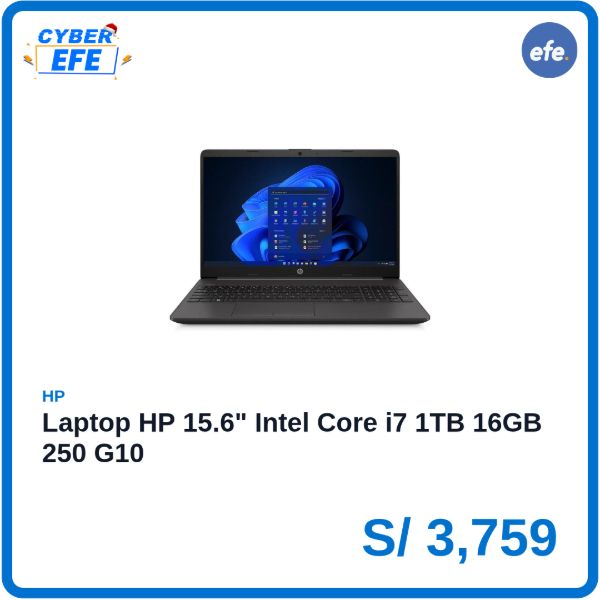 CYBER
EFE
efe.
HP
Laptop HP 15.6" Intel Core i7 1TB 16GB
250 G10
S/ 3,759